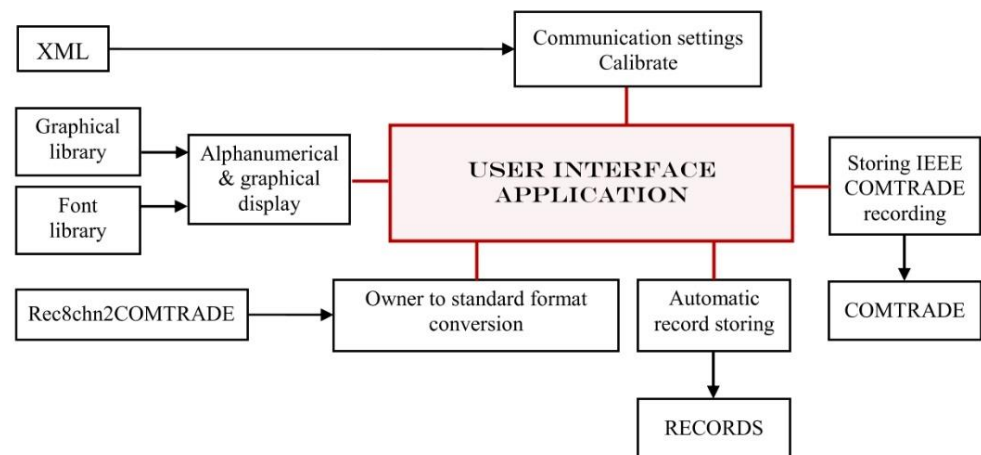 XML
Communication settings
Calibrate
Graphical
library
Font
library
Alphanumerical
& graphical
display
USER INTERFACE
APPLICATION
Storing IEEE
COMTRADE
recording
Rec8chn2COMTRADE
Owner to standard format
conversion
Automatic
record storing
COMTRADE
RECORDS